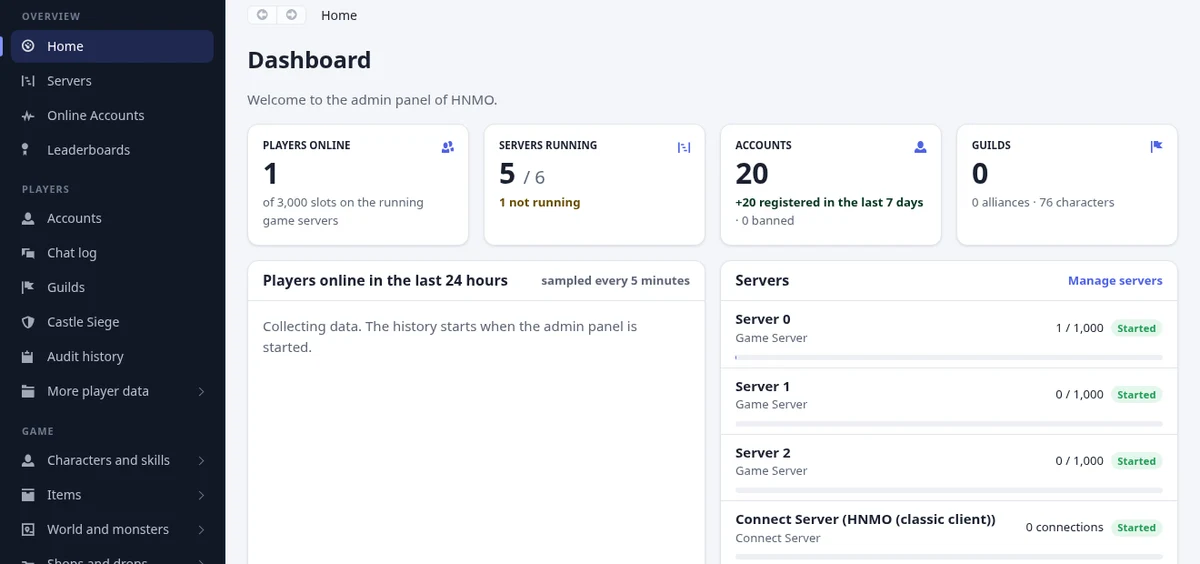 OVERVIEW
Home
Servers
Online Accounts
Leaderboards
PLAYERS
Accounts
Chat log
Guilds
Castle Siege
Audit history
More player data
GAME
Characters and skills
Items
World and monsters
Shops and drops
Home
Dashboard
Welcome to the admin panel of HNMO.
PLAYERS ONLINE
1
of 3,000 slots on the running
game servers
SERVERS RUNNING
5 / 6
1 not running
ACCOUNTS
20
+20 registered in the last 7 days
· 0 banned
GUILDS
0
0 alliances · 76 characters
Players online in the last 24 hours
sampled every 5 minutes
Collecting data. The history starts when the admin panel is
started.
Servers
Manage servers
Server 0
Game Server
1 / 1,000
Started
Server 1
Game Server
0 / 1,000
Started
Server 2
Game Server
0 / 1,000
Started
Connect Server (HNMO (classic client))
Connect Server
0 connections
Started